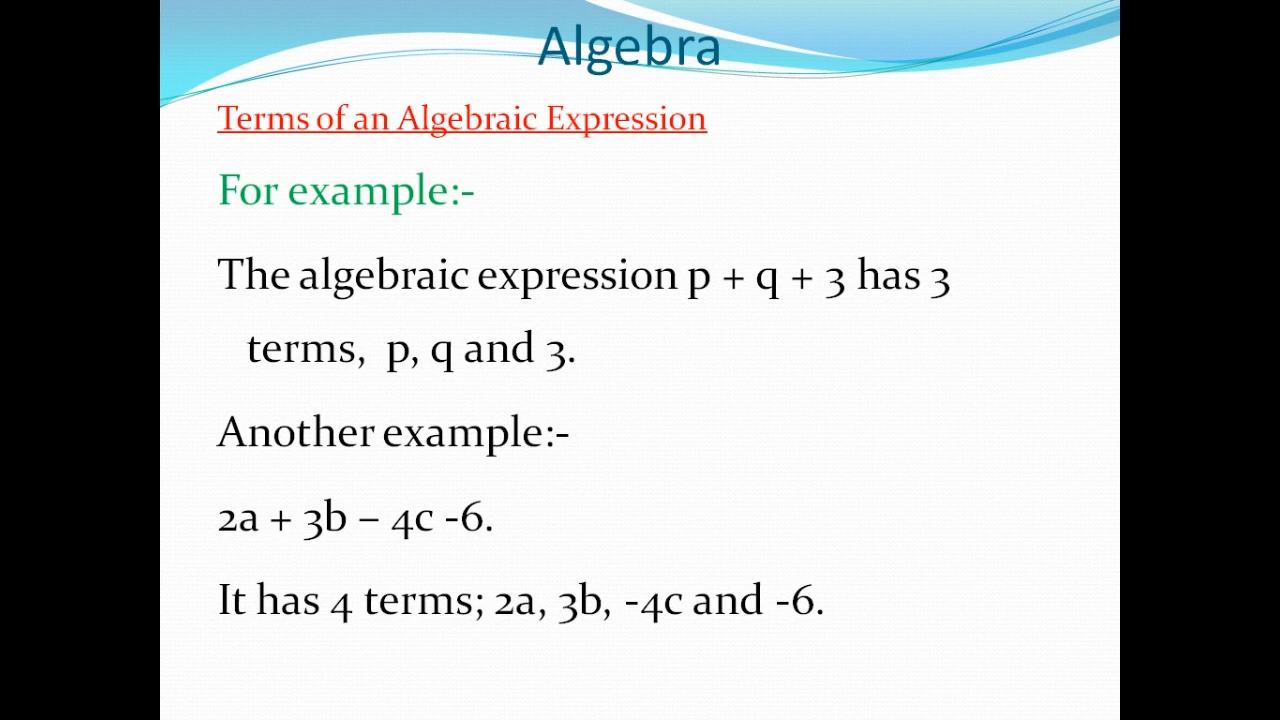 Algebra
Terms of an Algebraic Expression
For example:-
The algebraic expression p + q + 3 has 3
terms,  p, q and 3.
Another example:-
2a + 3b – 4c -6.
It has 4 terms; 2a, 3b, -4c and -6.